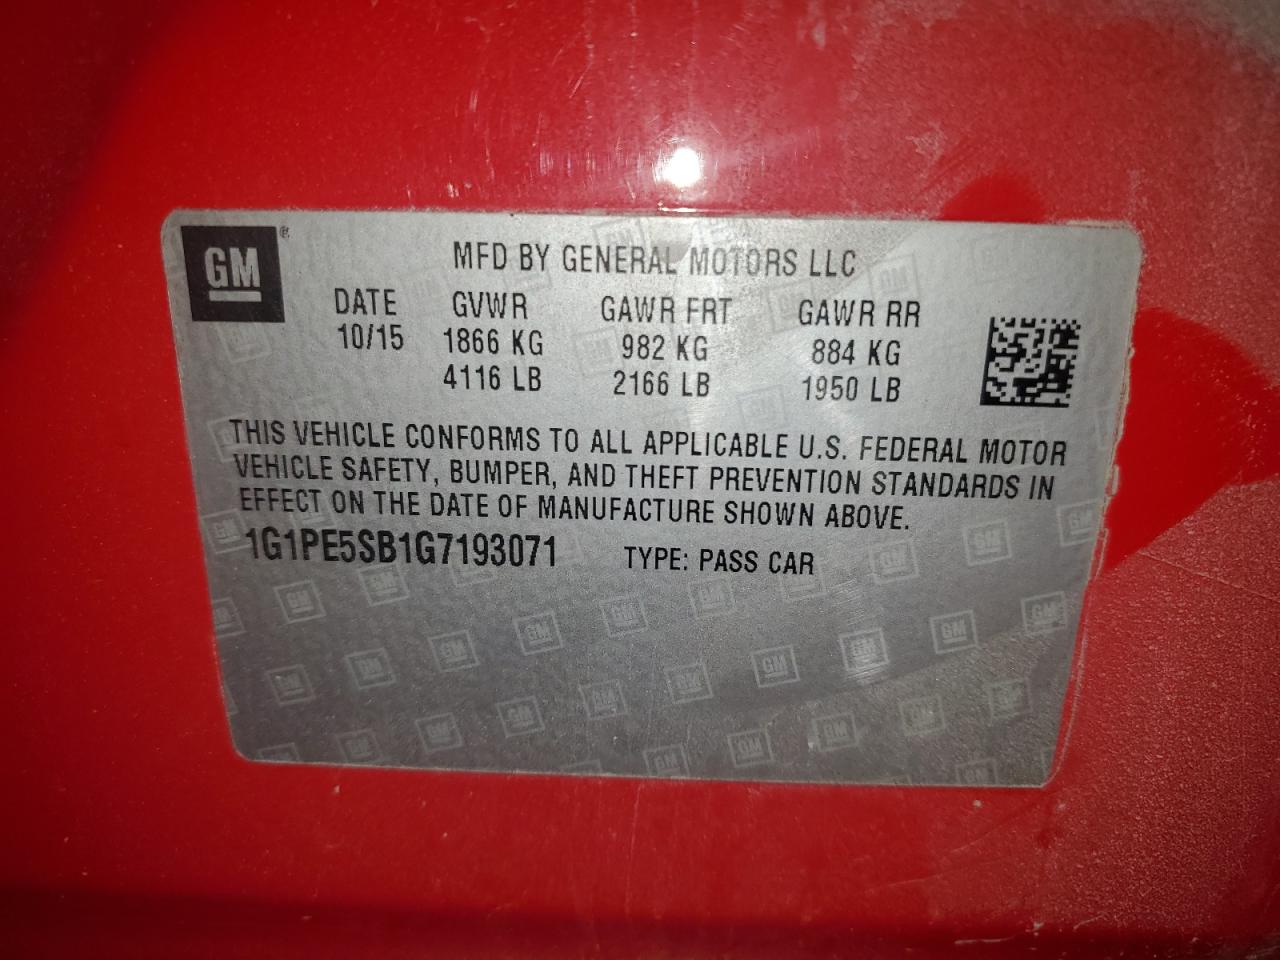 GM®
MFD BY GENERAL MOTORS LLC
DATE GVWR GAWR FRT GAWR RR
10/15 1866 KG 982 KG 884 KG
4116 LB 2166 LB 1950 LB
THIS VEHICLE CONFORMS TO ALL APPLICABLE U.S. FEDERAL MOTOR
VEHICLE SAFETY, BUMPER, AND THEFT PREVENTION STANDARDS IN
EFFECT ON THE DATE OF MANUFACTURE SHOWN ABOVE.
1G1PE5SB1G7193071 TYPE: PASS CAR